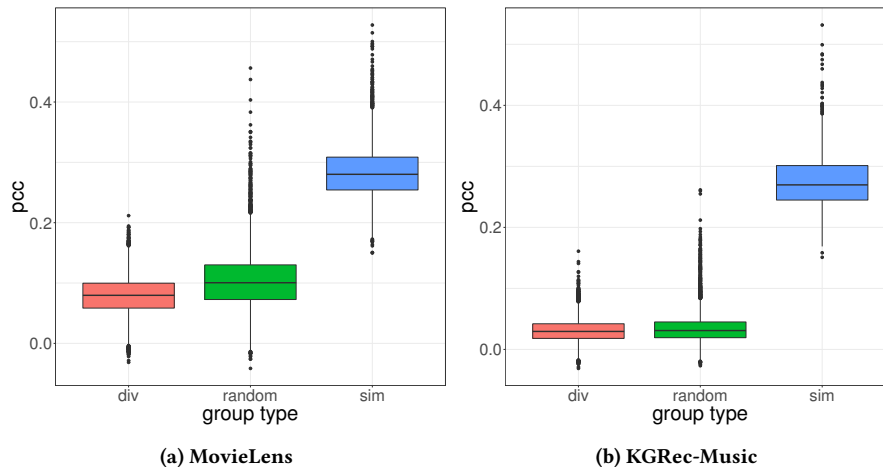 pcc
0.4
0.2
0.0
div random sim
group type
(a) MovieLens
pcc
0.4
0.2
0.0
div random sim
group type
(b) KGRec-Music